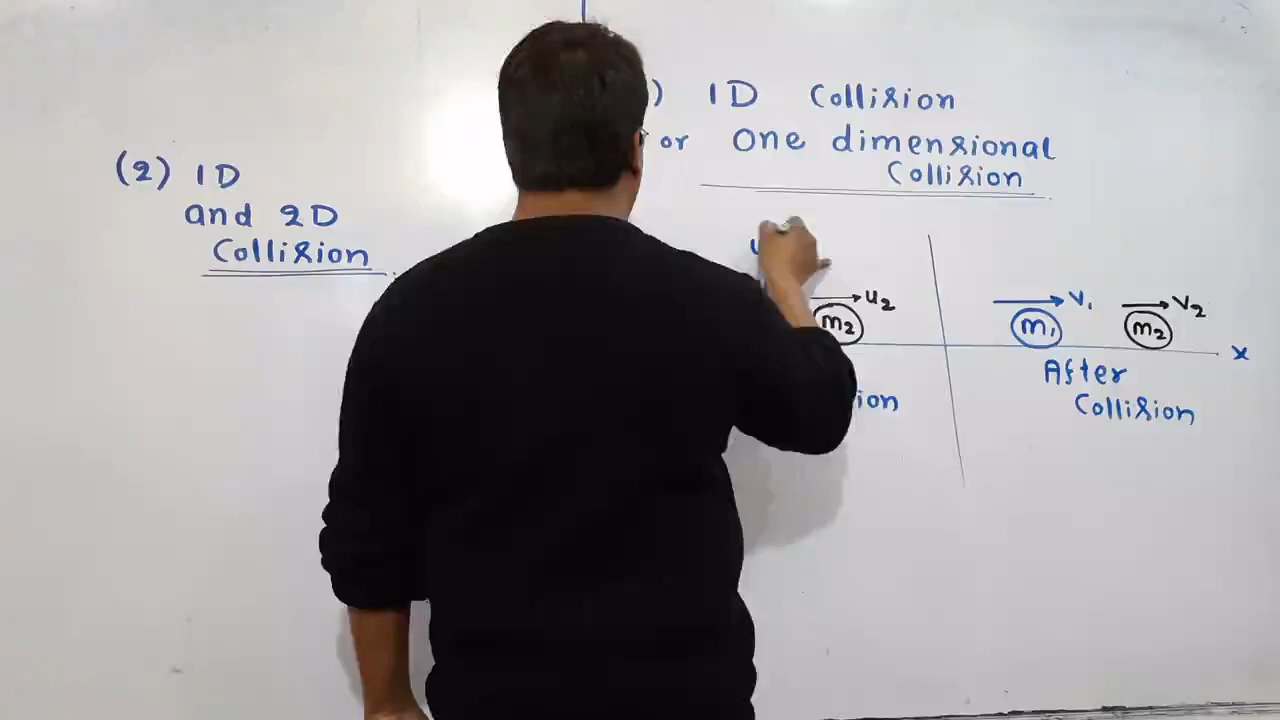 (2) 1D
and 2D
Collision
) 1D Collision
or One dimensional
Collision
u2
m2
v1 v2
m1 m2
x
After
Collision